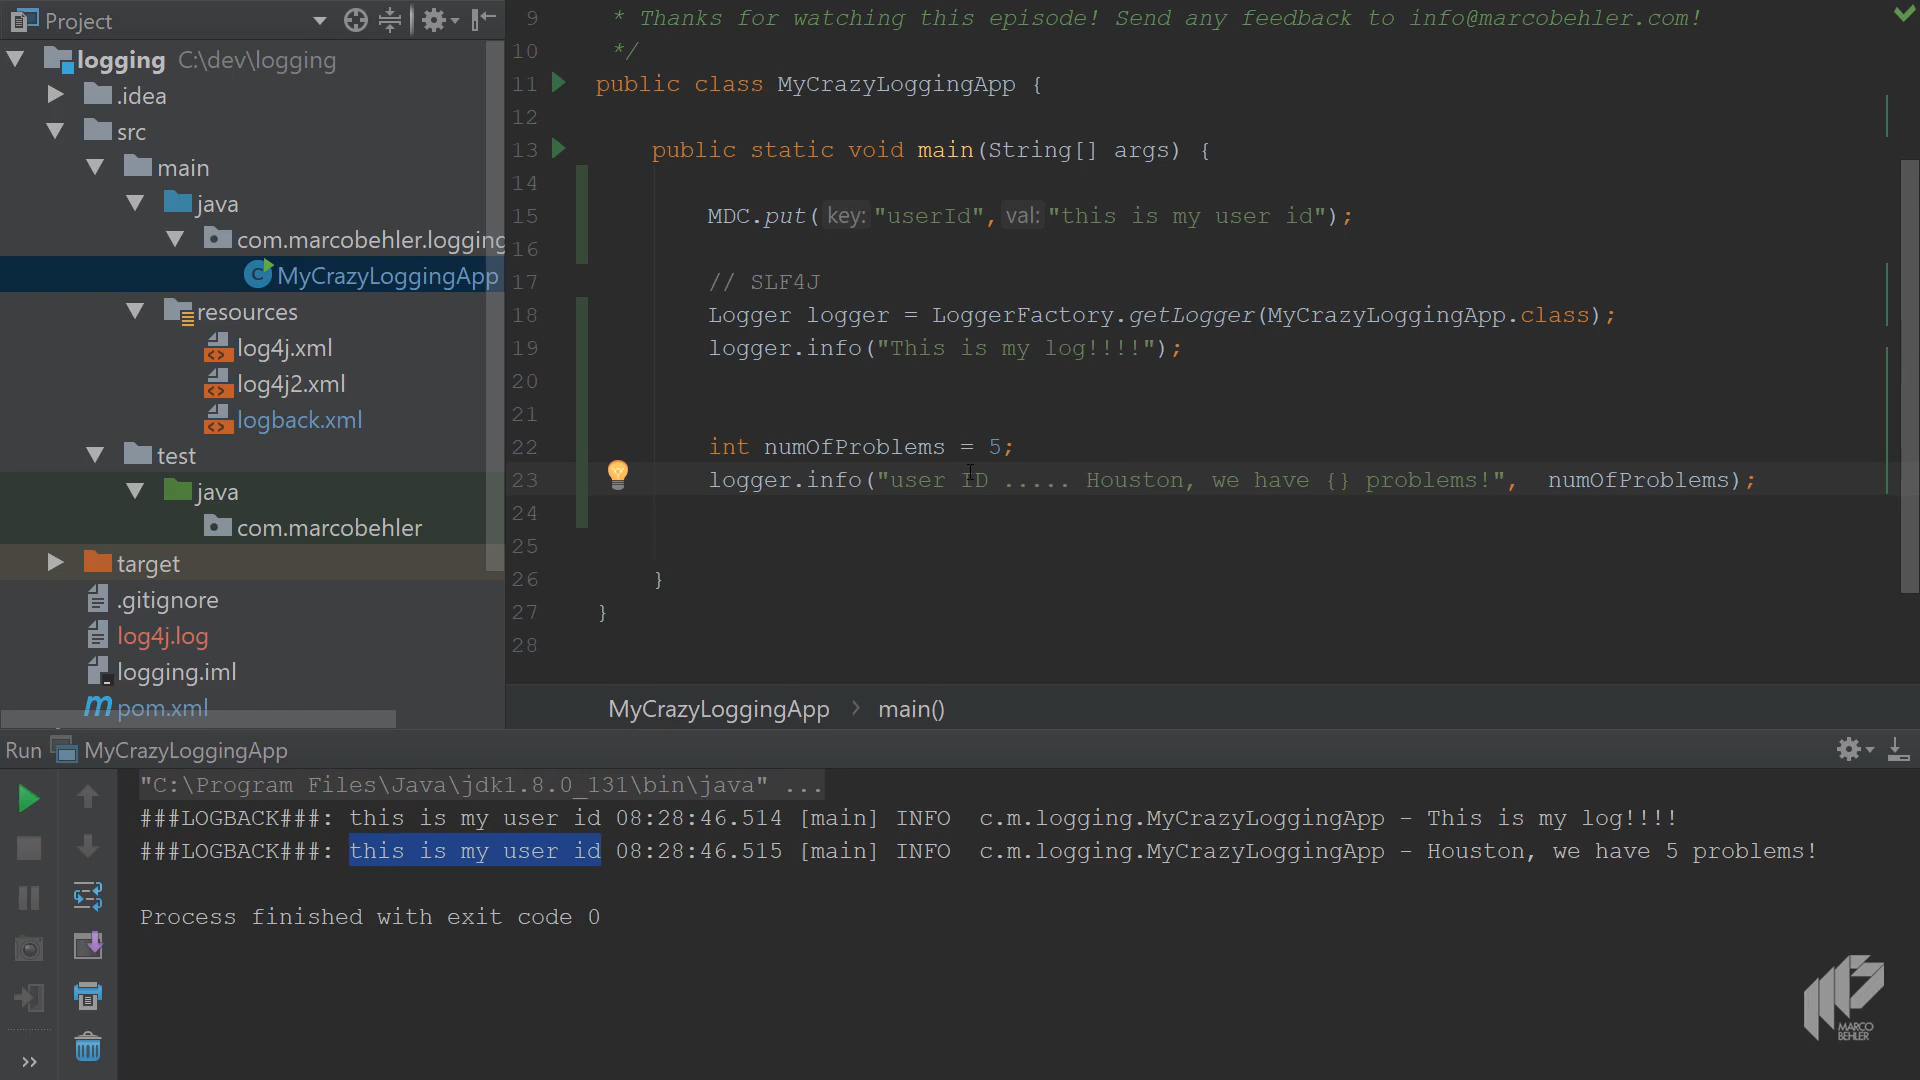 Project
logging C:\dev\logging
.idea
src
main
java
com.marcobehler.logging
MyCrazyLoggingApp
resources
log4j.xml
log4j2.xml
logback.xml
test
java
com.marcobehler
target
.gitignore
log4j.log
logging.iml
pom.xml
9 * Thanks for watching this episode! Send any feedback to info@marcobehler.com!
10 */
11 public class MyCrazyLoggingApp {
12
13 public static void main(String[] args) {
14
15 MDC.put( key: "userId", val: "this is my user id");
16
17 // SLF4J
18 Logger logger = LoggerFactory.getLogger(MyCrazyLoggingApp.class);
19 logger.info("This is my log!!!!");
20
21
22 int numOfProblems = 5;
23 logger.info("user iD ..... Houston, we have {} problems!", numOfProblems);
24
25
26 }
27 }
28
MyCrazyLoggingApp > main()
Run MyCrazyLoggingApp
"C:\Program Files\Java\jdk1.8.0_131\bin\java" ...
###LOGBACK###: this is my user id 08:28:46.514 [main] INFO c.m.logging.MyCrazyLoggingApp - This is my log!!!!
###LOGBACK###: this is my user id 08:28:46.515 [main] INFO c.m.logging.MyCrazyLoggingApp - Houston, we have 5 problems!
Process finished with exit code 0
MARCO
BEHLER